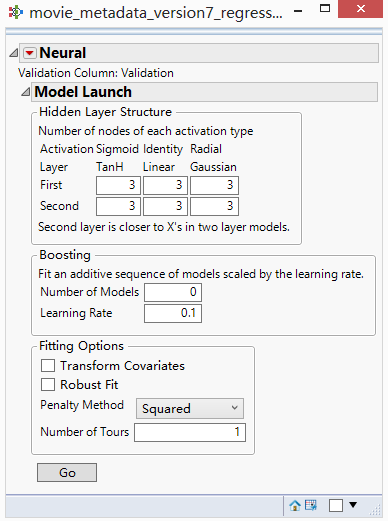 movie_metadata_version7_regress...
Neural
Validation Column: Validation
Model Launch
Hidden Layer Structure
Number of nodes of each activation type
Activation Sigmoid Identity Radial
Layer TanH Linear Gaussian
First 3 3 3
Second 3 3 3
Second layer is closer to X's in two layer models.
Boosting
Fit an additive sequence of models scaled by the learning rate.
Number of Models 0
Learning Rate 0.1
Fitting Options
Transform Covariates
Robust Fit
Penalty Method Squared
Number of Tours 1
Go